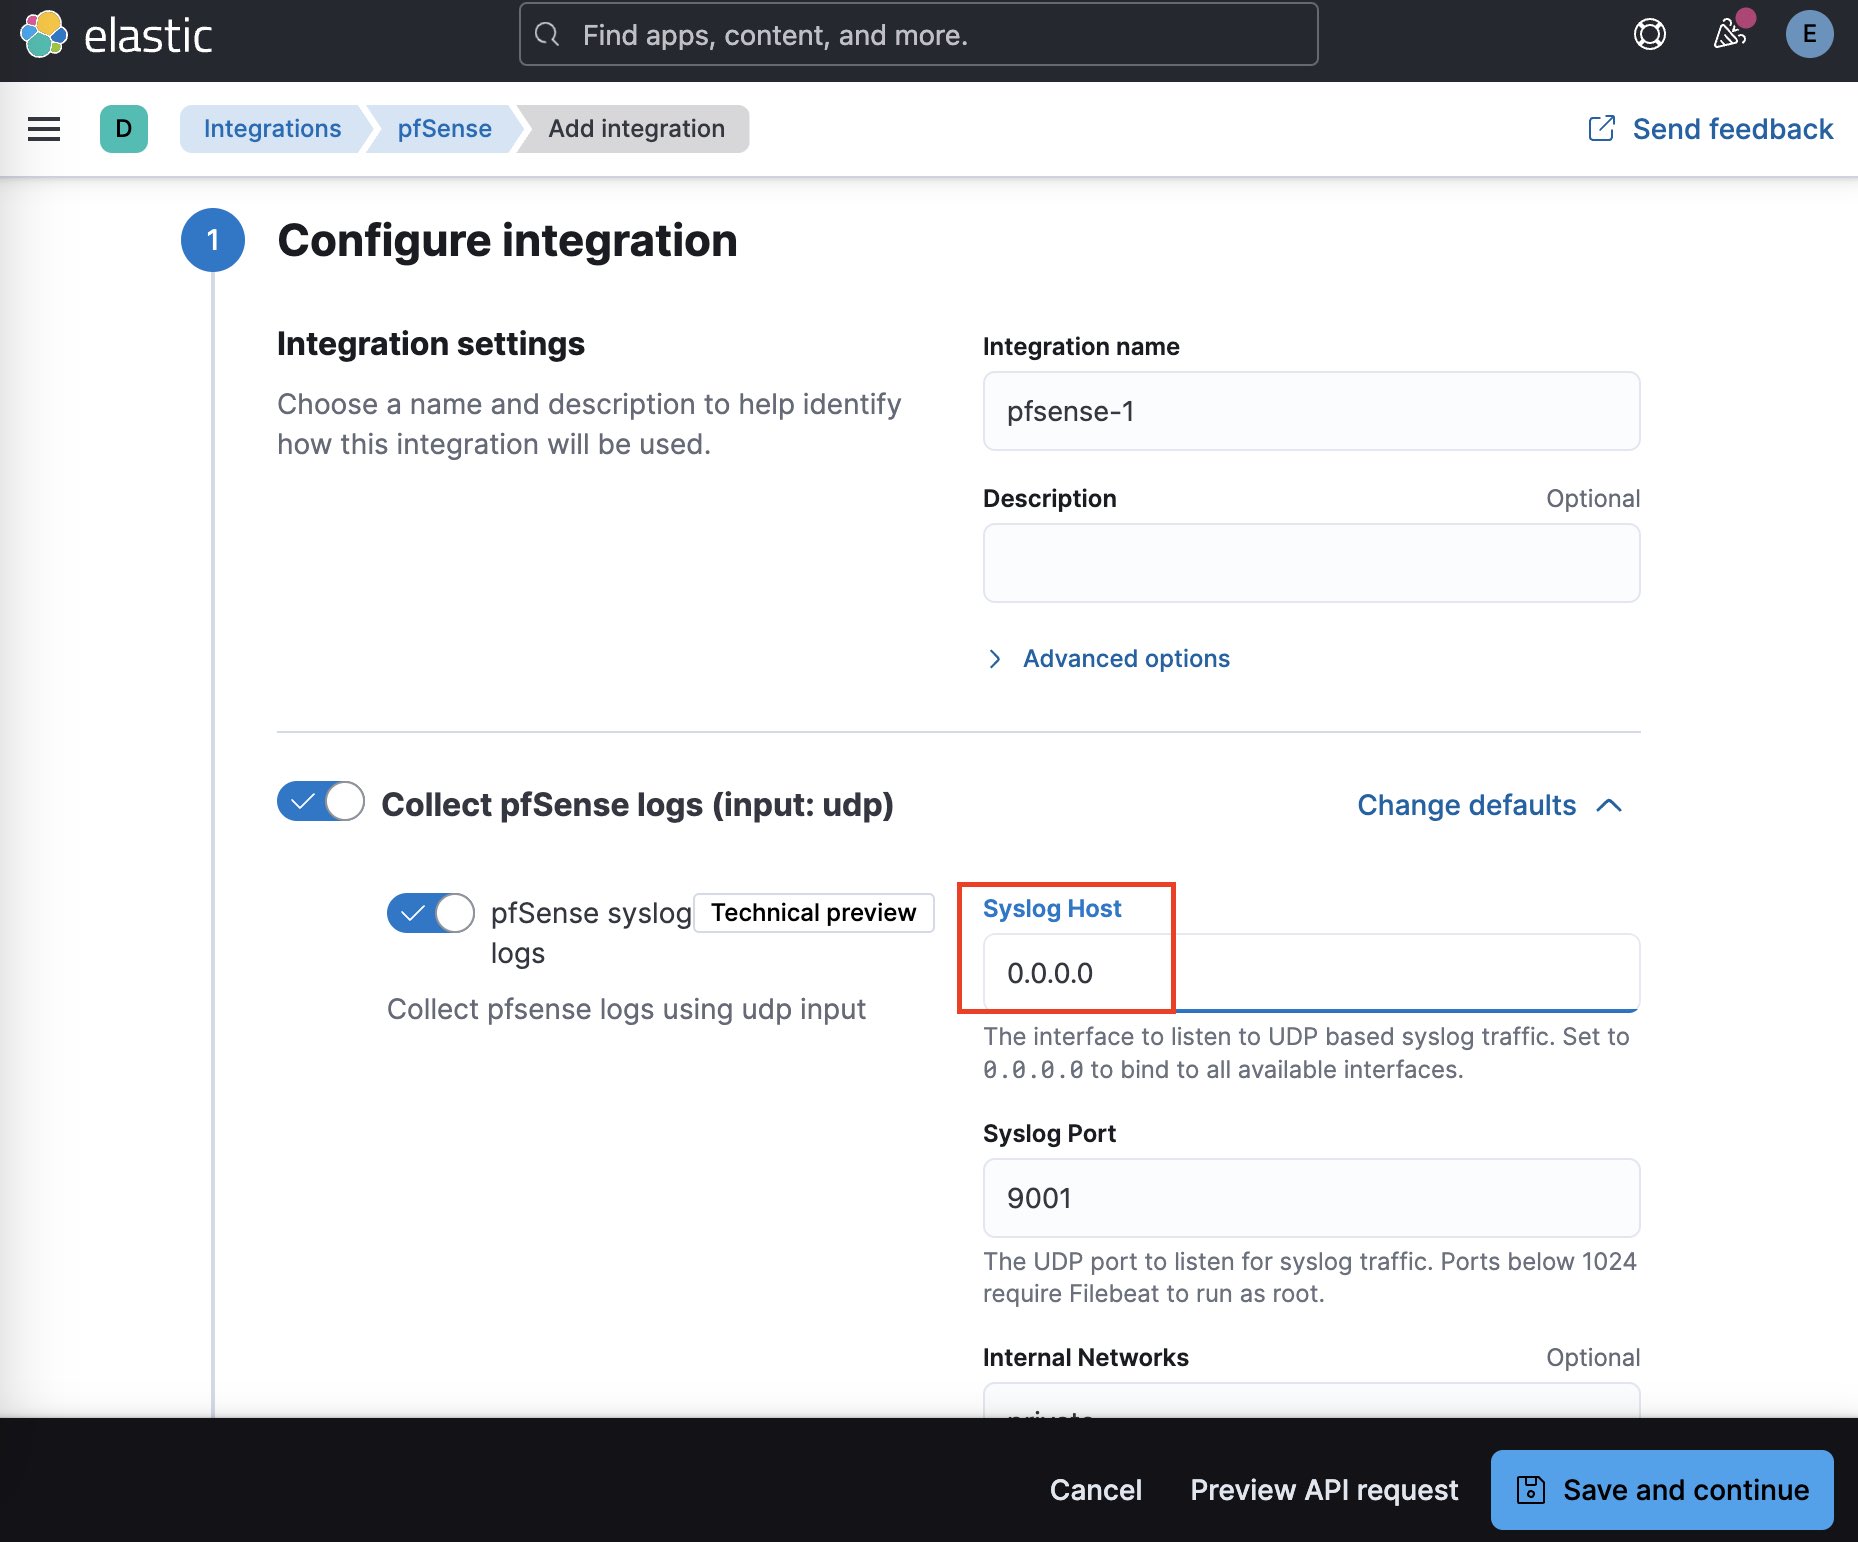 elastic
Find apps, content, and more.
E
D
Integrations
pfSense
Add integration
Send feedback
1
Configure integration
Integration settings
Choose a name and description to help identify
how this integration will be used.
Integration name
pfsense-1
Description
Optional
Advanced options
Collect pfSense logs (input: udp)
Change defaults
pfSense syslog
logs
Technical preview
Collect pfsense logs using udp input
Syslog Host
0.0.0.0
The interface to listen to UDP based syslog traffic. Set to
0.0.0.0 to bind to all available interfaces.
Syslog Port
9001
The UDP port to listen for syslog traffic. Ports below 1024
require Filebeat to run as root.
Internal Networks
Optional
private
Cancel
Preview API request
Save and continue